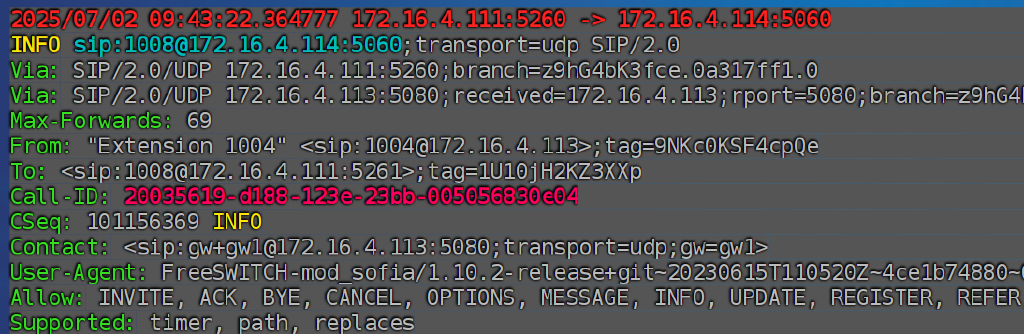 2025/07/02 09:43:22.364777 172.16.4.111:5260 -> 172.16.4.114:5060
INFO sip:1008@172.16.4.114:5060;transport=udp SIP/2.0
Via: SIP/2.0/UDP 172.16.4.111:5260;branch=z9hG4bK3fce.0a317ff1.0
Via: SIP/2.0/UDP 172.16.4.113:5080;received=172.16.4.113;rport=5080;branch=z9hG4
Max-Forwards: 69
From: "Extension 1004" <sip:1004@172.16.4.113>;tag=9NKc0KSF4cpQe
To: <sip:1008@172.16.4.111:5261>;tag=1U10jH2KZ3XXp
Call-ID: 20035619-d188-123e-23bb-005056830e04
CSeq: 101156369 INFO
Contact: <sip:gw+gw1@172.16.4.113:5080;transport=udp;gw=gw1>
User-Agent: FreeSWITCH-mod_sofia/1.10.2-release+git~20230615T110520Z~4ce1b74880~
Allow: INVITE, ACK, BYE, CANCEL, OPTIONS, MESSAGE, INFO, UPDATE, REGISTER, REFER
Supported: timer, path, replaces